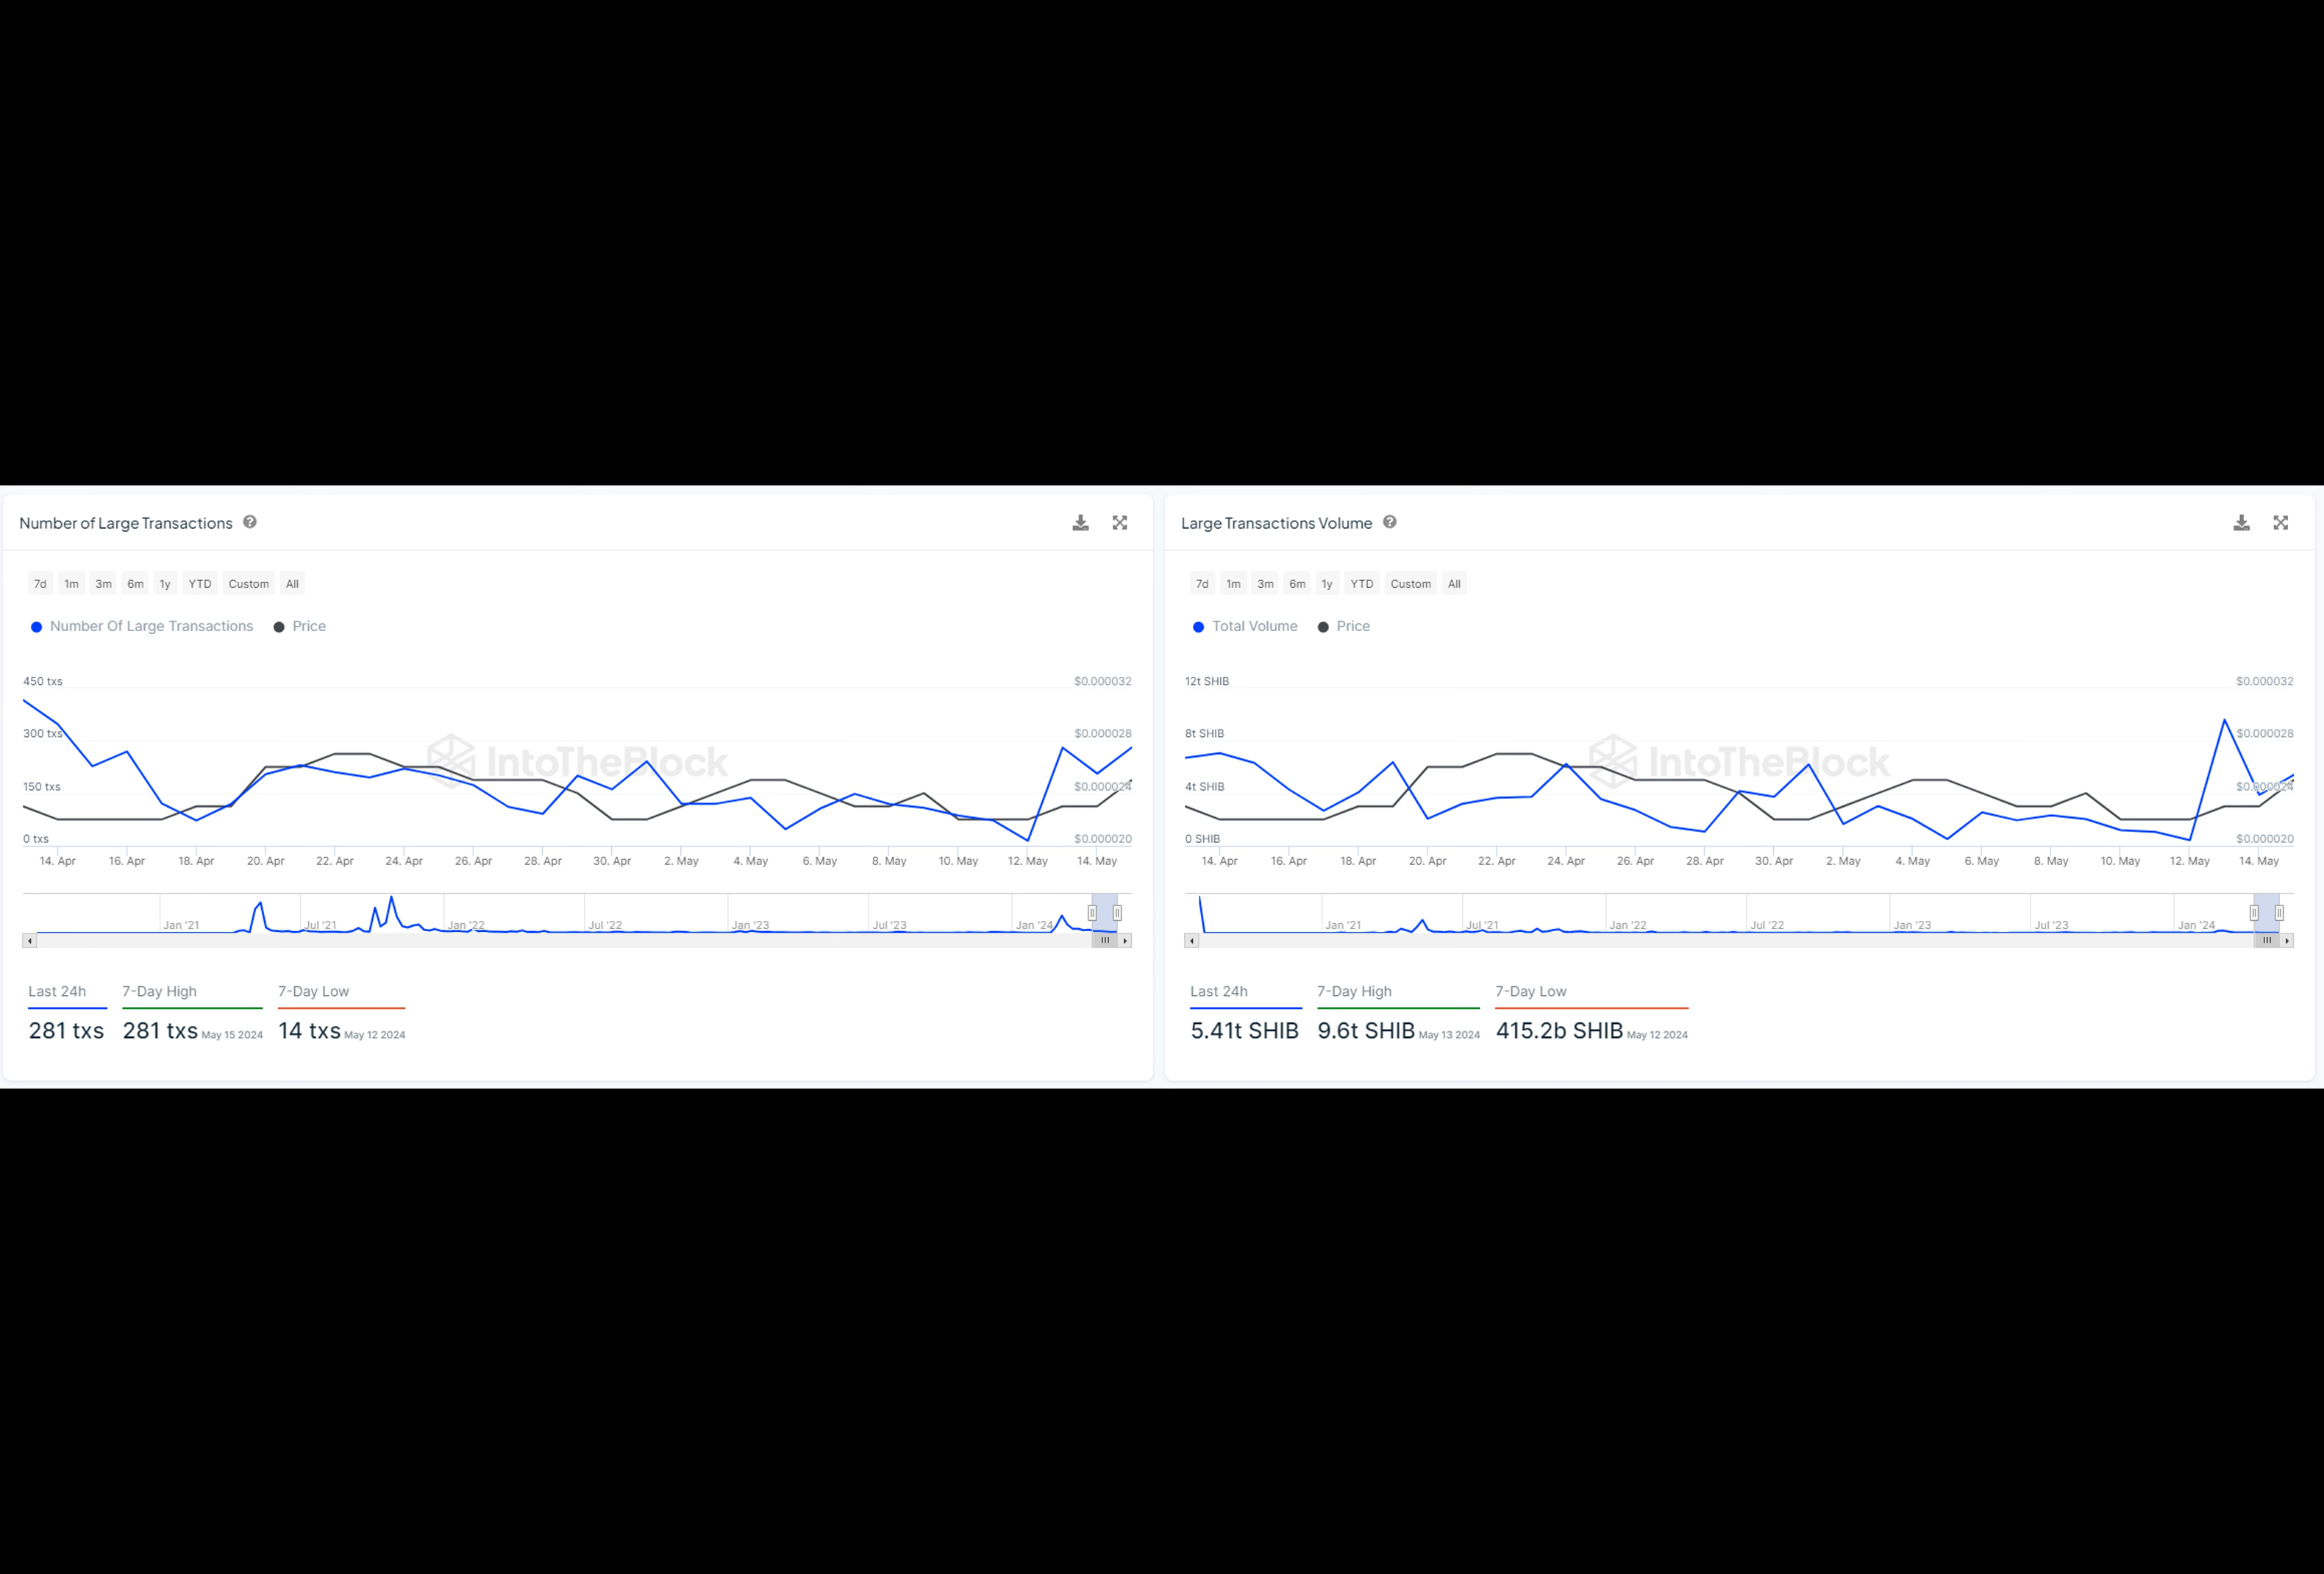 Number of Large Transactions
7d 1m 3m 6m 1y YTD Custom All
Number Of Large Transactions Price
450 txs $0.000032
300 txs $0.000028
IntoTheBlock
150 txs $0.000024
0 txs $0.000020
14. Apr 16. Apr 18. Apr 20. Apr 22. Apr 24. Apr 26. Apr 28. Apr 30. Apr 2. May 4. May 6. May 8. May 10. May 12. May 14. May
Jan '21 Jul '21 Jan '22 Jul '22 Jan '23 Jul '23 Jan '24
Last 24h 7-Day High 7-Day Low
281 txs 281 txs May 15 2024 14 txs May 12 2024
Large Transactions Volume
7d 1m 3m 6m 1y YTD Custom All
Total Volume Price
12t SHIB $0.000032
8t SHIB $0.000028
IntoTheBlock
4t SHIB $0.000024
0 SHIB $0.000020
14. Apr 16. Apr 18. Apr 20. Apr 22. Apr 24. Apr 26. Apr 28. Apr 30. Apr 2. May 4. May 6. May 8. May 10. May 12. May 14. May
Jan '21 Jul '21 Jan '22 Jul '22 Jan '23 Jul '23 Jan '24
Last 24h 7-Day High 7-Day Low
5.41t SHIB 9.6t SHIB May 13 2024 415.2b SHIB May 12 2024